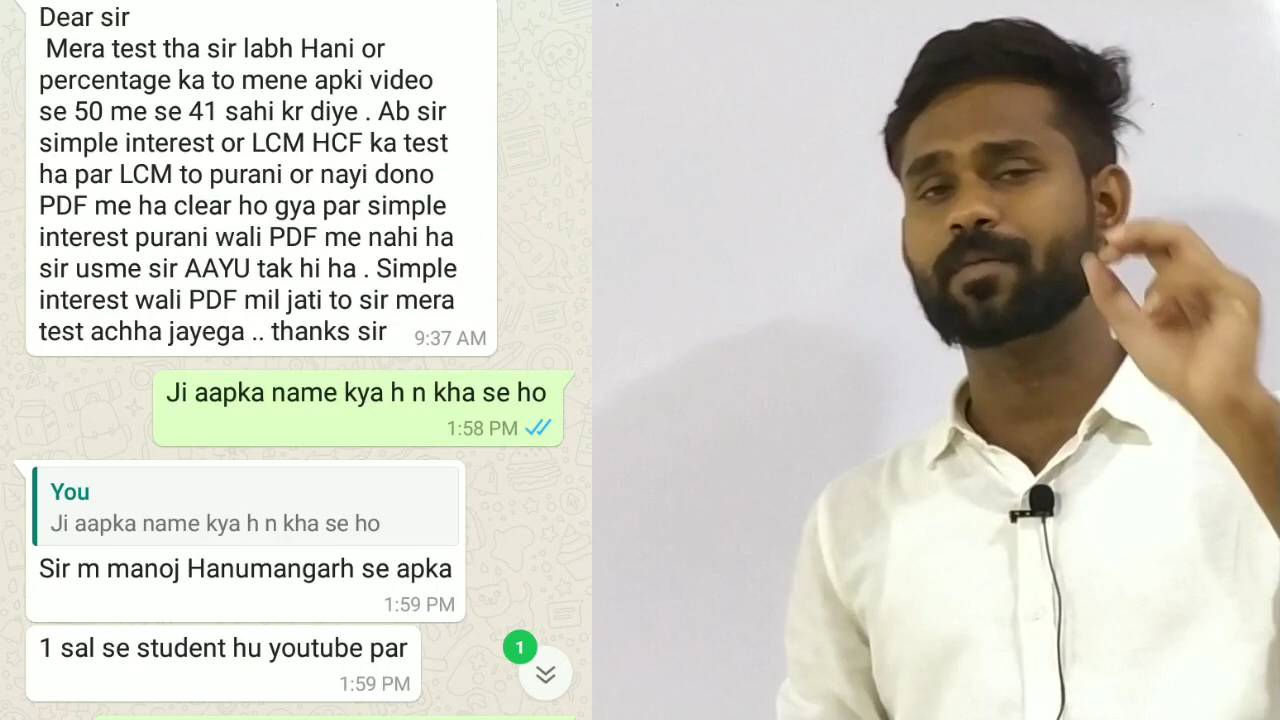 Dear sir
Mera test tha sir labh Hani or
percentage ka to mene apki video
se 50 me se 41 sahi kr diye . Ab sir
simple interest or LCM HCF ka test
ha par LCM to purani or nayi dono
PDF me ha clear ho gya par simple
interest purani wali PDF me nahi ha
sir usme sir AAYU tak hi ha . Simple
interest wali PDF mil jati to sir mera
test achha jayega .. thanks sir
9:37 AM
Ji aapka name kya h n kha se ho
1:58 PM
You
Ji aapka name kya h n kha se ho
Sir m manoj Hanumangarh se apka
1:59 PM
1 sal se student hu youtube par
1:59 PM
1